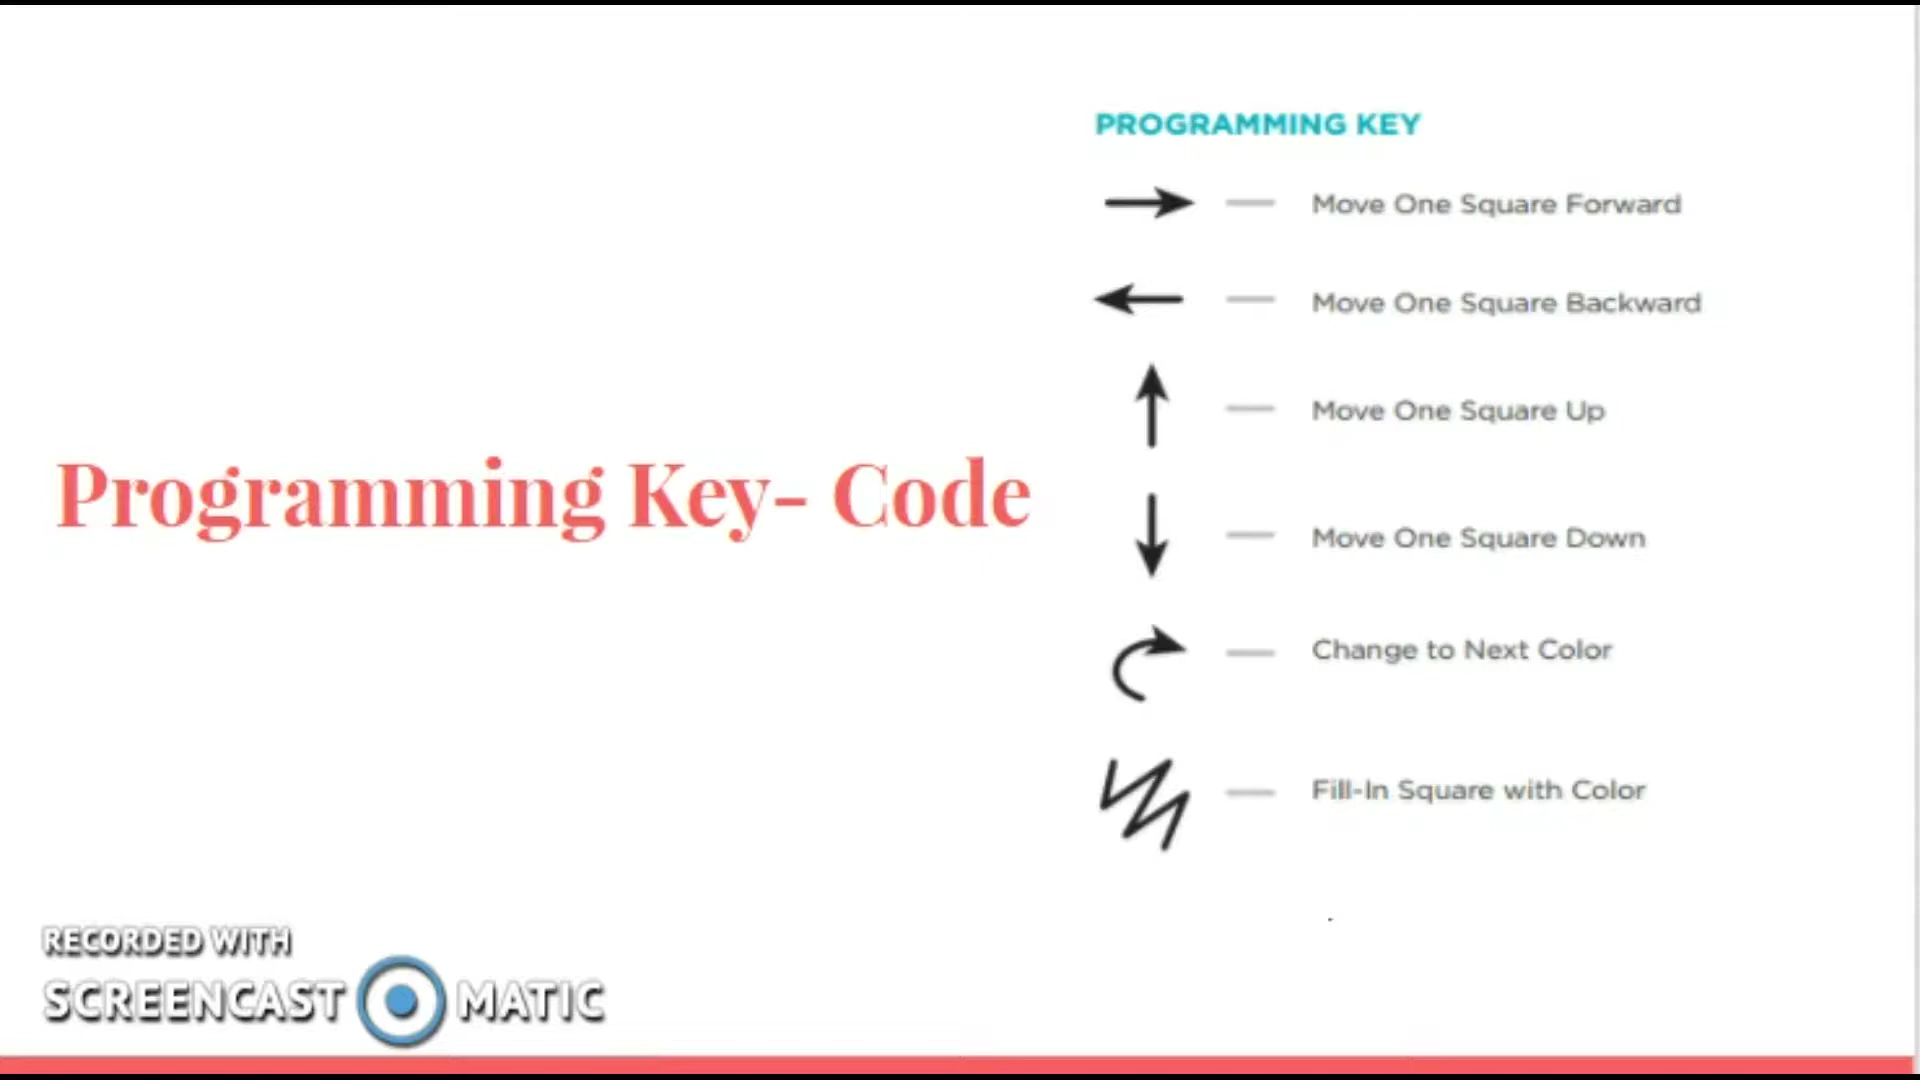 PROGRAMMING KEY
Move One Square Forward
Move One Square Backward
Move One Square Up
Programming Key- Code
Move One Square Down
Change to Next Color
Fill-In Square with Color
RECORDED WITH
SCREENCAST MATIC